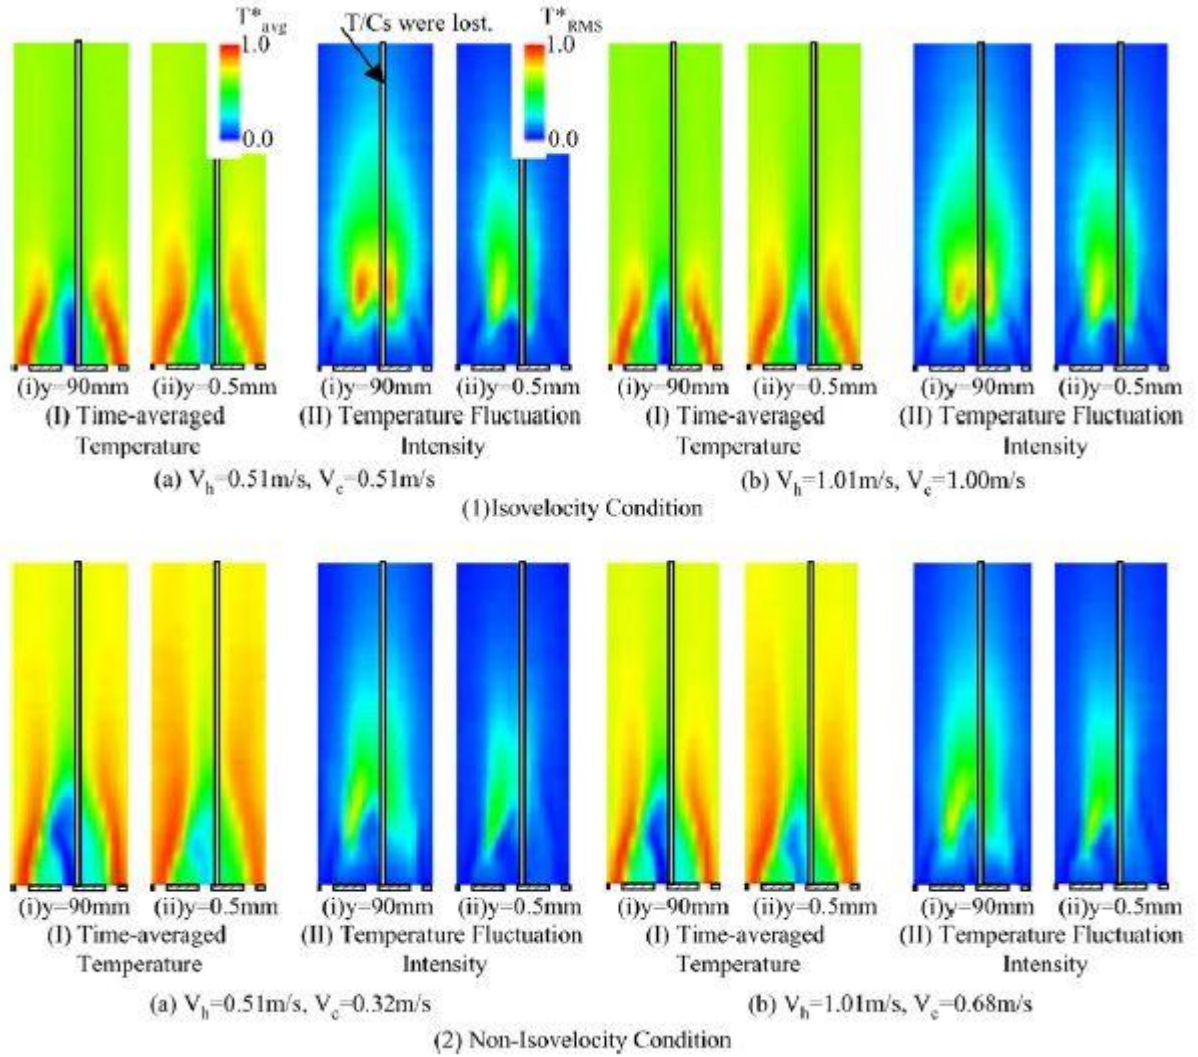 T*avg T/Cs were lost. T*RMS
1.0 1.0
0.0 0.0
(i)y=90mm (ii)y=0.5mm (i)y=90mm (ii)y=0.5mm (i)y=90mm (ii)y=0.5mm (i)y=90mm (ii)y=0.5mm
(I) Time-averaged (II) Temperature Fluctuation (I) Time-averaged (II) Temperature Fluctuation
Temperature Intensity Temperature Intensity
(a) Vh=0.51m/s, Vc=0.51m/s (b) Vh=1.01m/s, Vc=1.00m/s
(1)Isovelocity Condition
(i)y=90mm (ii)y=0.5mm (i)y=90mm (ii)y=0.5mm (i)y=90mm (ii)y=0.5mm (i)y=90mm (ii)y=0.5mm
(I) Time-averaged (II) Temperature Fluctuation (I) Time-averaged (II) Temperature Fluctuation
Temperature Intensity Temperature Intensity
(a) Vh=0.51m/s, Vc=0.32m/s (b) Vh=1.01m/s, Vc=0.68m/s
(2) Non-Isovelocity Condition